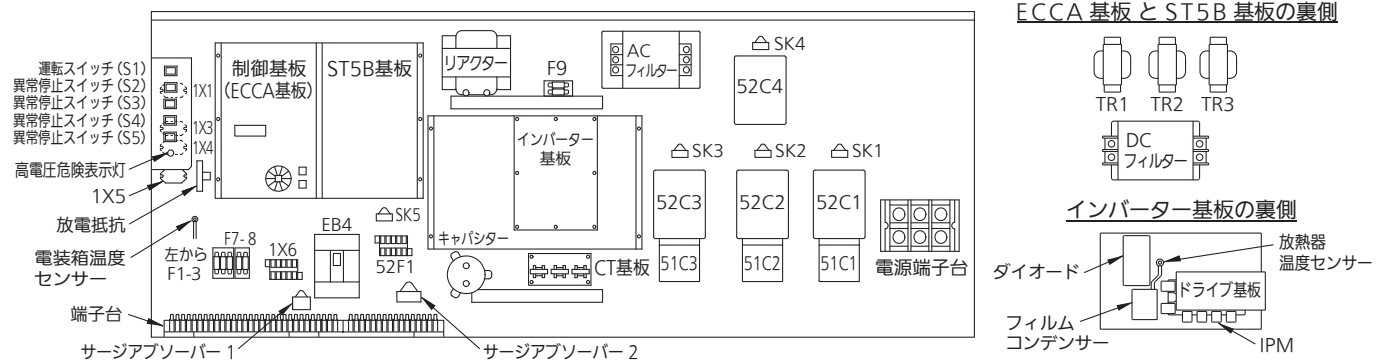 運転スイッチ(S1)
異常停止スイッチ(S2)
異常停止スイッチ(S3)
異常停止スイッチ(S4)
異常停止スイッチ(S5)
高電圧危険表示灯
1X5
放電抵抗
電装箱温度
センサー
端子台
1X1
1X3
1X4
制御基板
(ECCA基板)
ST5B基板
リアクター
F9
AC
フィルター
SK4
52C4
インバーター
基板
SK3
SK2
SK1
52C3
52C2
52C1
51C3
51C2
51C1
電源端子台
左から
F1-3
F7-8
1X6
EB4
SK5
52F1
キャパシター
CT基板
サージアブソーバー 1
サージアブソーバー 2
ECCA 基板 と ST5B 基板の裏側
TR1
TR2
TR3
DC
フィルター
インバーター基板の裏側
ダイオード
放熱器
温度センサー
ドライブ基板
フィルム
コンデンサー
IPM